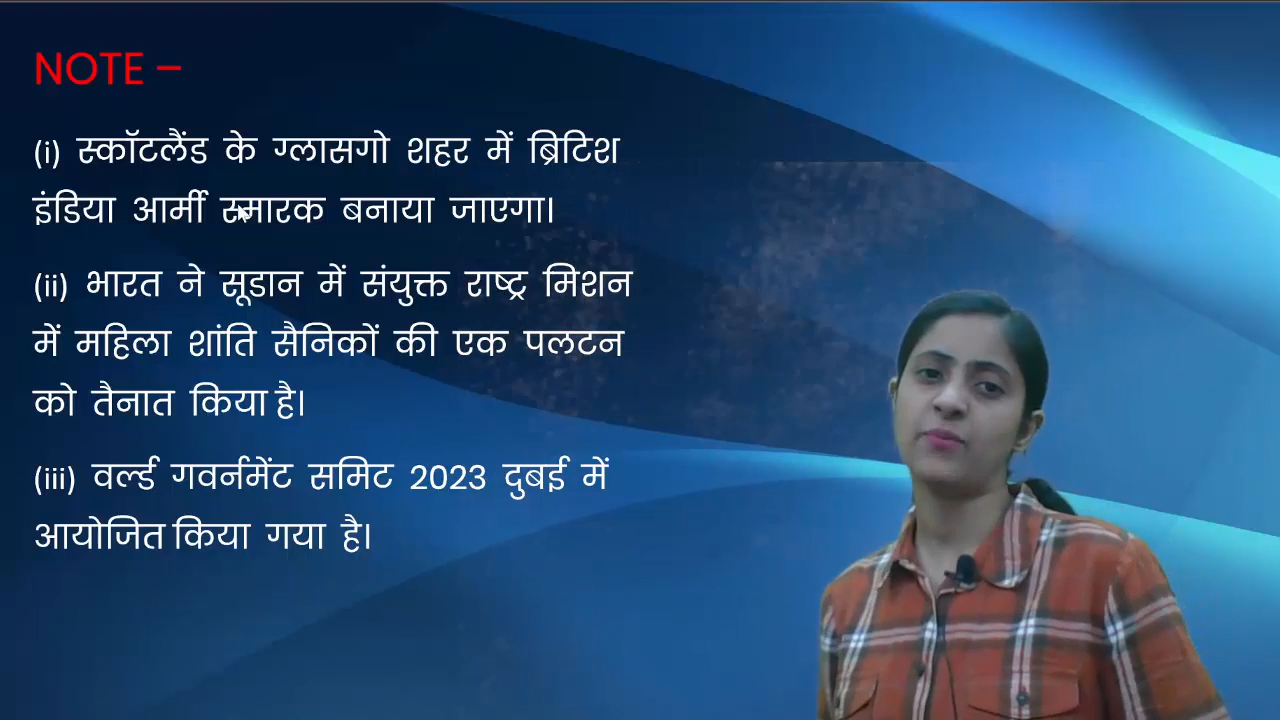 NOTE –
(i) स्कॉटलैंड के ग्लासगो शहर में ब्रिटिश
इंडिया आर्मी स्मारक बनाया जाएगा।
(ii) भारत ने सूडान में संयुक्त राष्ट्र मिशन
में महिला शांति सैनिकों की एक पलटन
को तैनात किया है।
(iii) वर्ल्ड गवर्नमेंट समिट 2023 दुबई में
आयोजित किया गया है।